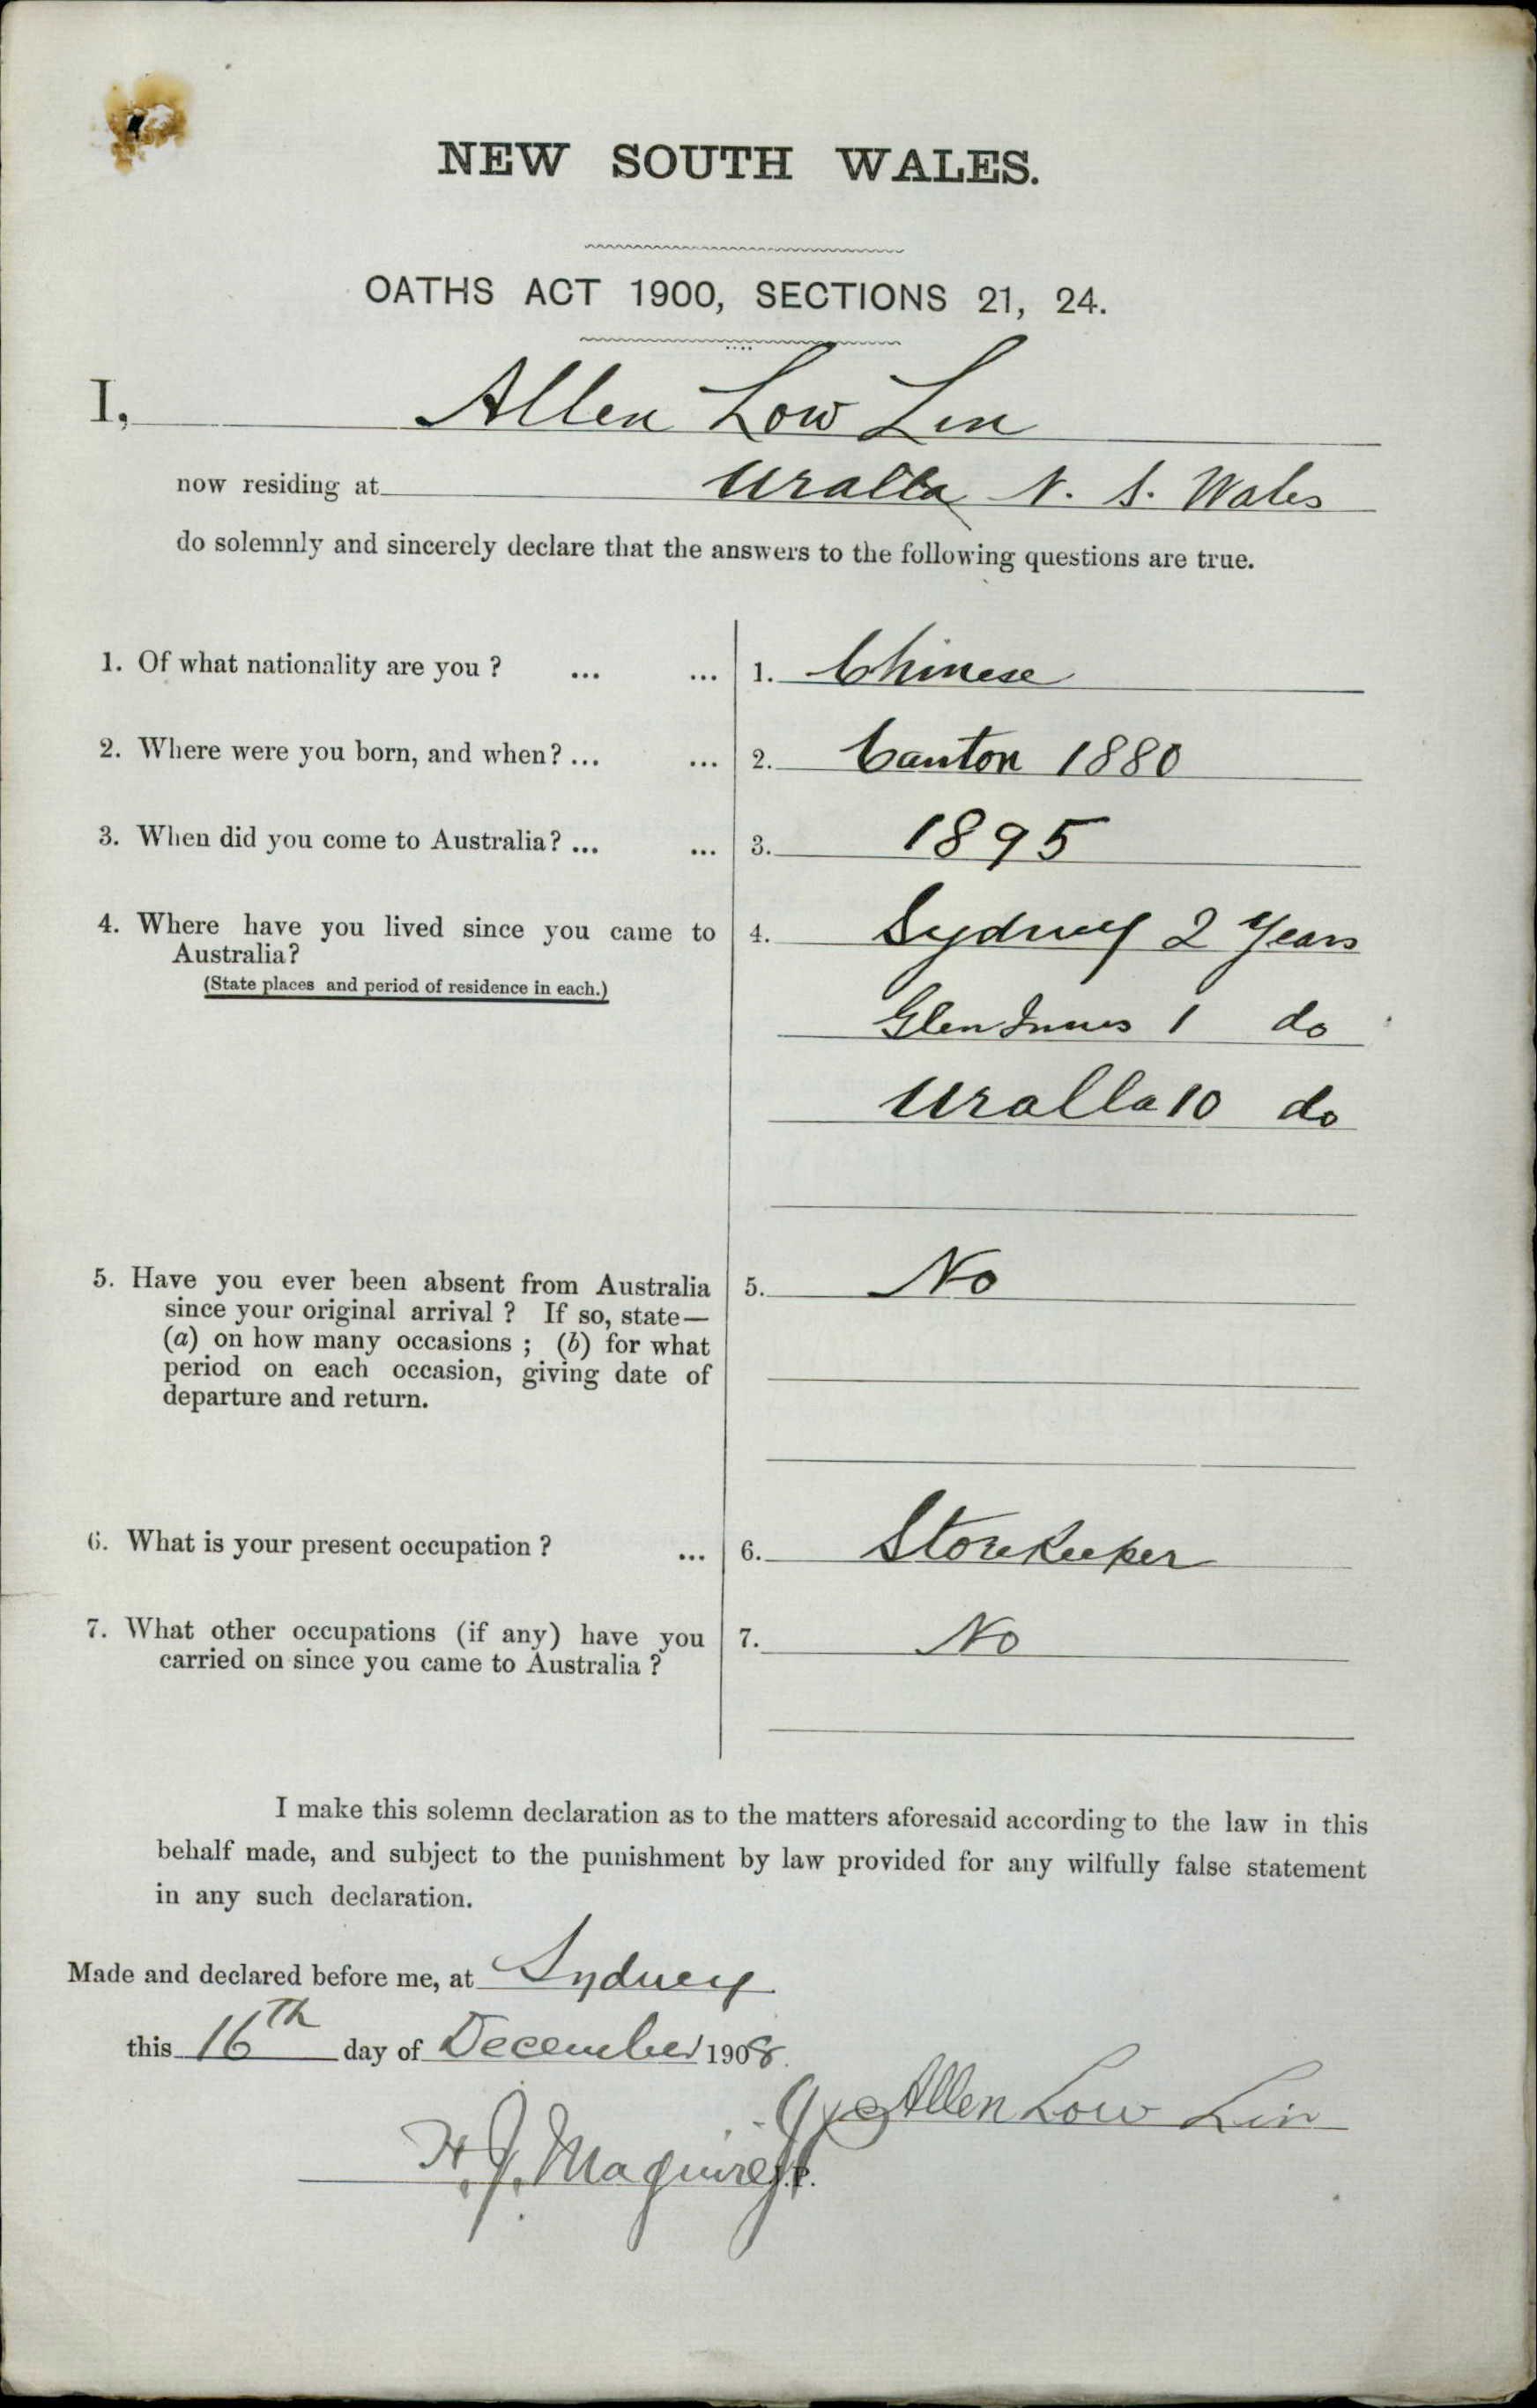 NEW SOUTH WALES.
OATHS ACT 1900, SECTIONS 21, 24.
I, Allen Low Lin
now residing at Uralla N. S. Wales
do solemnly and sincerely declare that the answers to the following questions are true.
1. Of what nationality are you ? ... ... 1. Chinese
2. Where were you born, and when? ... ... 2. Canton 1880
3. When did you come to Australia? ... ... 3. 1895
4. Where have you lived since you came to 4. Sydney 2 Years
Australia?
(State places and period of residence in each.)
Glen Innes 1 do
Uralla 10 do
5. Have you ever been absent from Australia 5. No
since your original arrival ? If so, state—
(a) on how many occasions ; (b) for what
period on each occasion, giving date of
departure and return.
6. What is your present occupation ? ... 6. Storekeeper
7. What other occupations (if any) have you 7. No
carried on since you came to Australia ?
I make this solemn declaration as to the matters aforesaid according to the law in this
behalf made, and subject to the punishment by law provided for any wilfully false statement
in any such declaration.
Made and declared before me, at Sydney
this 16th day of December 1908.
Allen Low Lin
H. J. Maguire J.P.